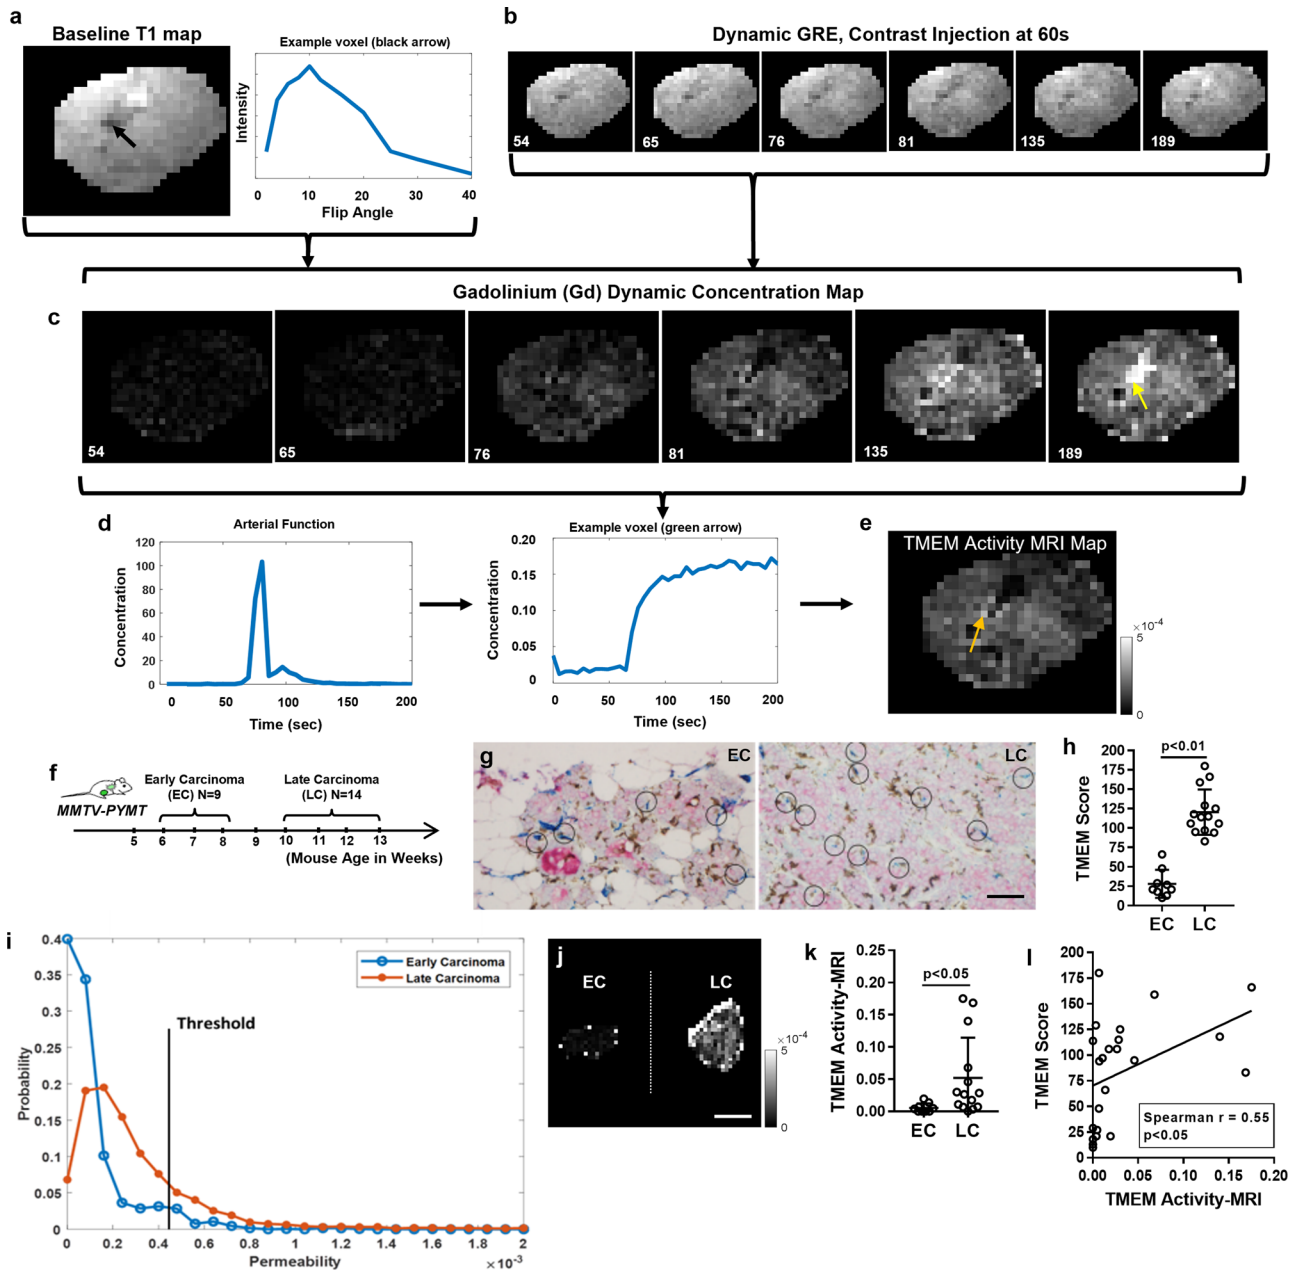 a
Baseline T1 map
Example voxel (black arrow)
Intensity
0 10 20 30 40
Flip Angle
b
Dynamic GRE, Contrast Injection at 60s
54 65 76 81 135 189
Gadolinium (Gd) Dynamic Concentration Map
c
54 65 76 81 135 189
d
Arterial Function
Concentration
120
100
80
60
40
20
0
0 50 100 150 200
Time (sec)
Example voxel (green arrow)
Concentration
0.20
0.15
0.10
0.05
0
0 50 100 150 200
Time (sec)
e
TMEM Activity MRI Map
×10⁻⁴
5
0
f
MMTV-PYMT
Early Carcinoma
(EC) N=9
Late Carcinoma
(LC) N=14
5 6 7 8 9 10 11 12 13
(Mouse Age in Weeks)
g
EC
LC
h
TMEM Score
p<0.01
200
175
150
125
100
75
50
25
0
EC LC
i
Probability
0.4
0.35
0.3
0.25
0.2
0.15
0.1
0.05
0
Early Carcinoma
Late Carcinoma
Threshold
0 0.2 0.4 0.6 0.8 1 1.2 1.4 1.6 1.8 2
Permeability
×10⁻³
j
EC
LC
5
×10⁻⁴
0
k
TMEM Activity-MRI
p<0.05
0.25
0.20
0.15
0.10
0.05
0.00
EC LC
l
TMEM Score
200
175
150
125
100
75
50
25
0
Spearman r = 0.55
p<0.05
0.00 0.05 0.10 0.15 0.20
TMEM Activity-MRI